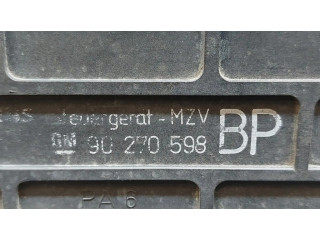 Steuergerät - MZV
GM 90 270 598 BP
PA 6